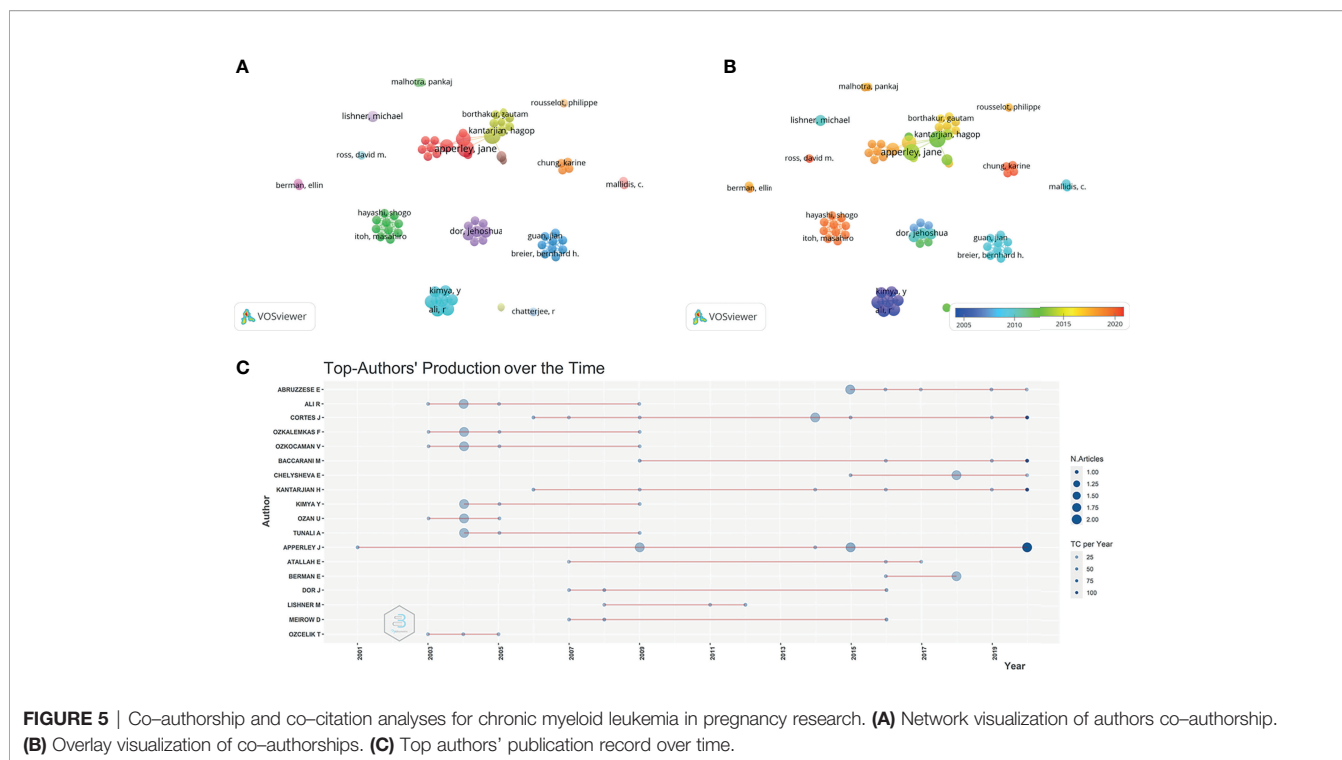 A
malhotra, pankaj
rousselot, philippe
lishner, michael
borthakur, gautam
kantarjian, hagop
apperley, jane
ross, david m.
chung, karine
berman, ellin
mallidis, c.
hayashi, shogo
itoh, masahiro
dor, jehoshua
guan, jian
breier, bernhard h.
kimya, y
ali, r
chatterjee, r
VOSviewer
B
malhotra, pankaj
rousselot, philippe
lishner, michael
borthakur, gautam
kantarjian, hagop
apperley, jane
ross, david m.
chung, karine
berman, ellin
mallidis, c.
hayashi, shogo
itoh, masahiro
dor, jehoshua
guan, jian
breier, bernhard h.
kimya, y
ali, r
VOSviewer
2005 2010 2015 2020
C
Top-Authors' Production over the Time
Author
ABRUZZESE E
ALI R
CORTES J
OZKALEMKAS F
OZKOCAMAN V
BACCARANI M
CHELYSHEVA E
KANTARJIAN H
KIMYA Y
OZAN U
TUNALI A
APPERLEY J
ATALLAH E
BERMAN E
DOR J
LISHNER M
MEIROW D
OZCELIK T
2001 2003 2005 2007 2009 2011 2013 2015 2017 2019
Year
N.Articles
1.00
1.25
1.50
1.75
2.00
TC per Year
25
50
75
100
FIGURE 5 | Co–authorship and co–citation analyses for chronic myeloid leukemia in pregnancy research. (A) Network visualization of authors co–authorship.
(B) Overlay visualization of co–authorships. (C) Top authors' publication record over time.